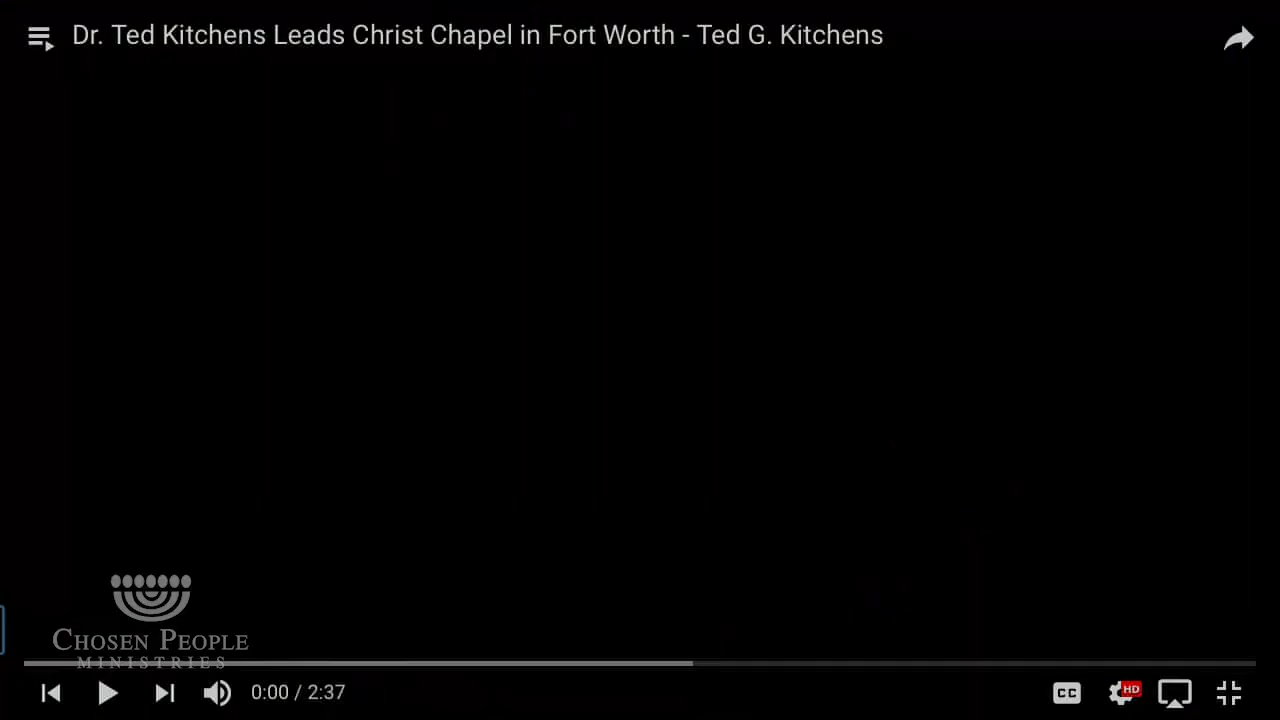 Dr. Ted Kitchens Leads Christ Chapel in Fort Worth - Ted G. Kitchens
CHOSEN PEOPLE
MINISTRIES
0:00 / 2:37
CC
HD